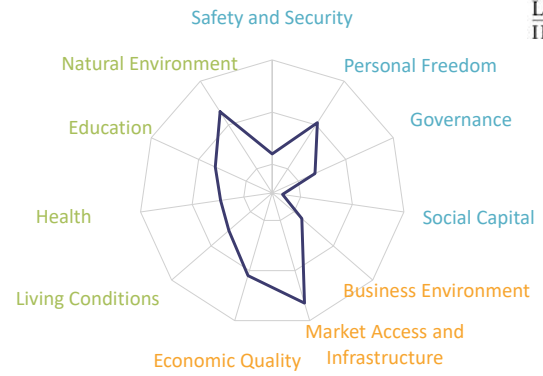 Safety and Security
Natural Environment
Personal Freedom
Education
Governance
Health
Social Capital
Living Conditions
Business Environment
Market Access and
Infrastructure
Economic Quality